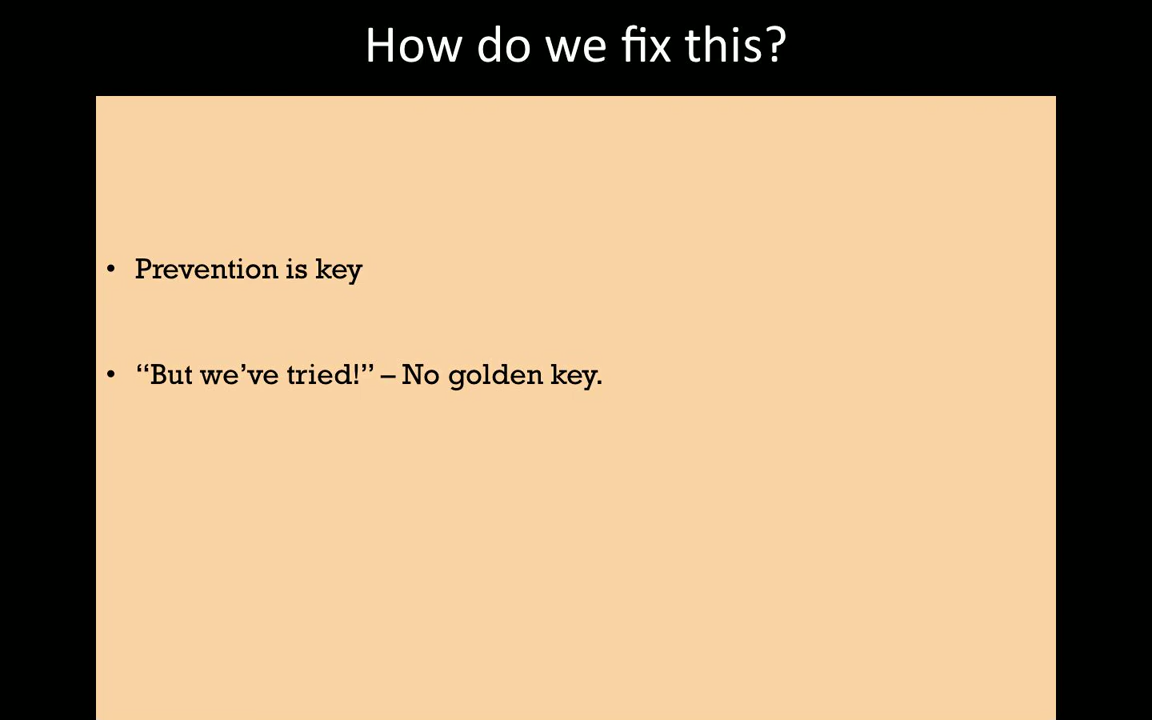 How do we fix this?
• Prevention is key
• “But we’ve tried!” – No golden key.